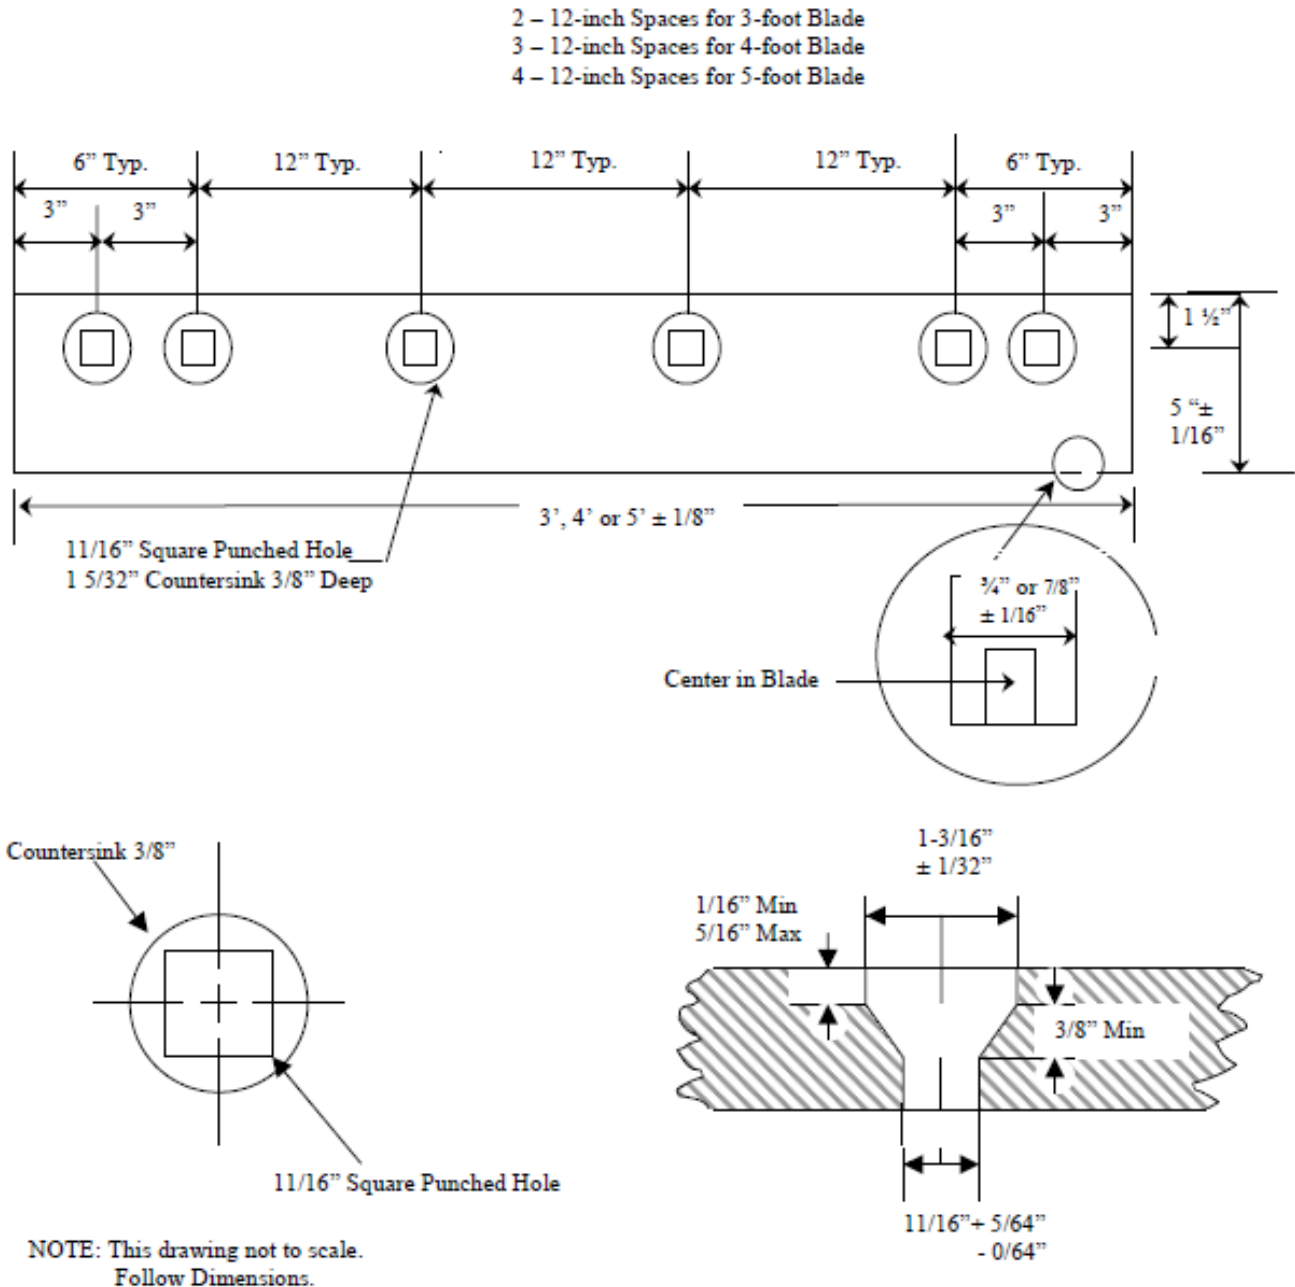 2 – 12-inch Spaces for 3-foot Blade
3 – 12-inch Spaces for 4-foot Blade
4 – 12-inch Spaces for 5-foot Blade
6” Typ.
12” Typ.
12” Typ.
12” Typ.
6” Typ.
3”
3”
3”
3”
1 ½”
5 “±
1/16”
3’, 4’ or 5’ ± 1/8”
11/16” Square Punched Hole
1 5/32” Countersink 3/8” Deep
¾” or 7/8”
± 1/16”
Center in Blade
Countersink 3/8”
11/16” Square Punched Hole
1-3/16”
± 1/32”
1/16” Min
5/16” Max
3/8” Min
11/16”+ 5/64”
- 0/64”
NOTE: This drawing not to scale.
Follow Dimensions.